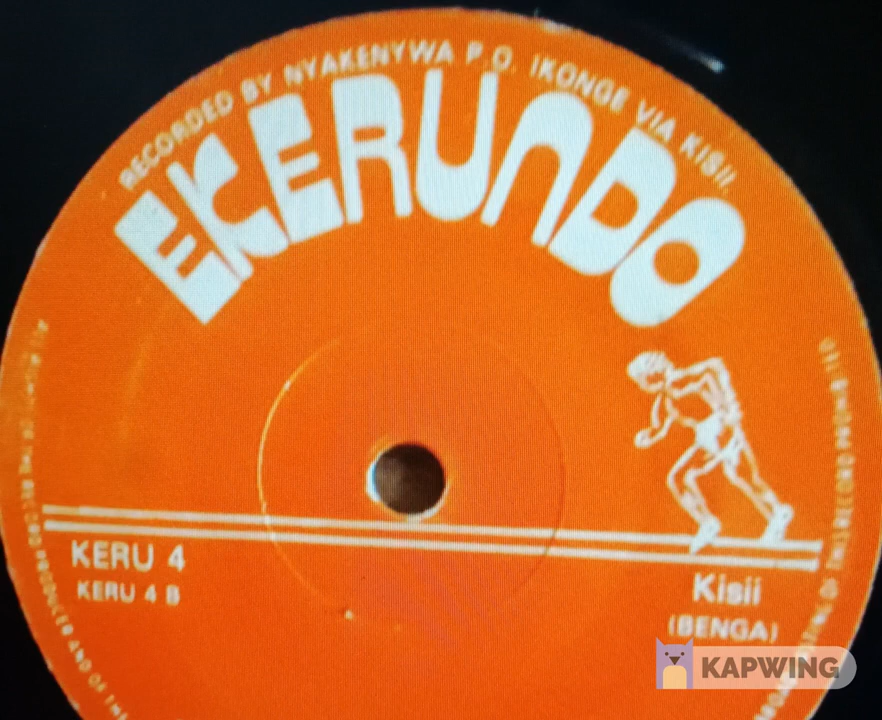 RECORDED BY NYAKENYWA P.O. IKONGE VIA KISII.
EKERUNDO
KERU 4
KERU 4 B
Kisii
(BENGA)
KAPWING